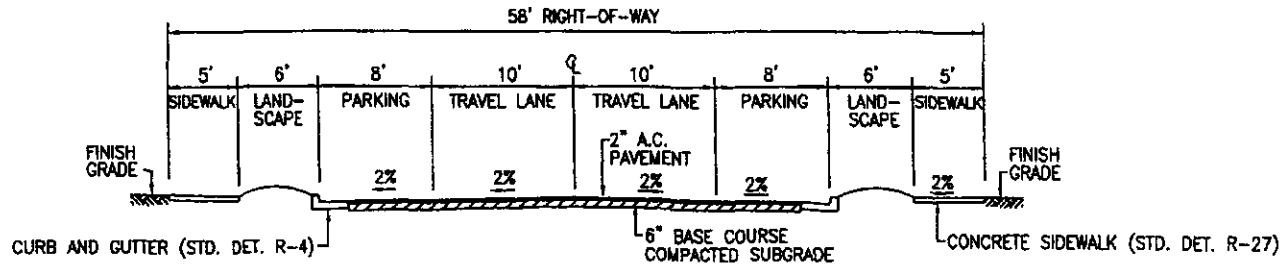 58' RIGHT-OF-WAY
5' 6' 8' 10' ℄ 10' 8' 6' 5'
SIDEWALK LAND- PARKING TRAVEL LANE TRAVEL LANE PARKING LAND- SIDEWALK
SCAPE SCAPE
2" A.C.
PAVEMENT
FINISH
GRADE
FINISH
GRADE
2% 2% 2% 2% 2%
CURB AND GUTTER (STD. DET. R-4)
6" BASE COURSE
COMPACTED SUBGRADE
CONCRETE SIDEWALK (STD. DET. R-27)